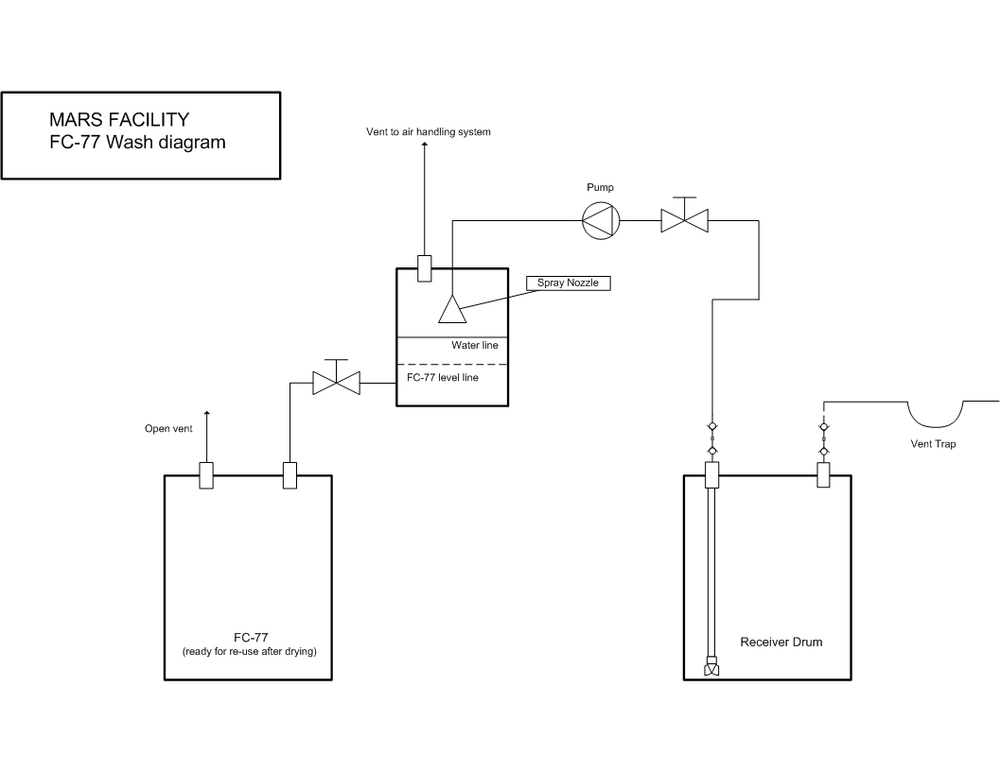 MARS FACILITY
FC-77 Wash diagram
Vent to air handling system
Pump
Spray Nozzle
Water line
FC-77 level line
Open vent
Vent Trap
FC-77
(ready for re-use after drying)
Receiver Drum